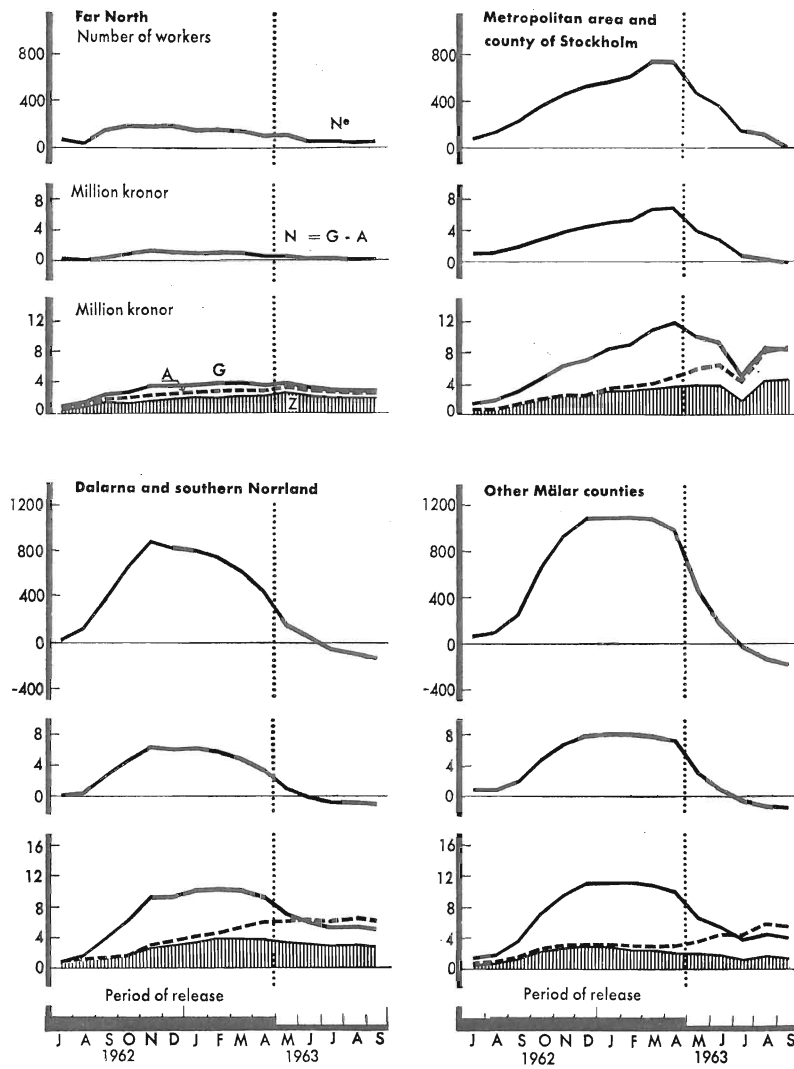 Far North
Number of workers
800
400
0
Nᵉ
Million kronor
8
4
0
N = G - A
Million kronor
12
8
4
0
A
G
Z
Metropolitan area and
county of Stockholm
800
400
0
8
4
0
12
8
4
0
Dalarna and southern Norrland
1200
800
400
0
-400
8
4
0
16
12
8
4
0
Period of release
J A S O N D J F M A M J J A S
1962 1963
Other Mälar counties
1200
800
400
0
-400
8
4
0
16
12
8
4
0
Period of release
J A S O N D J F M A M J J A S
1962 1963